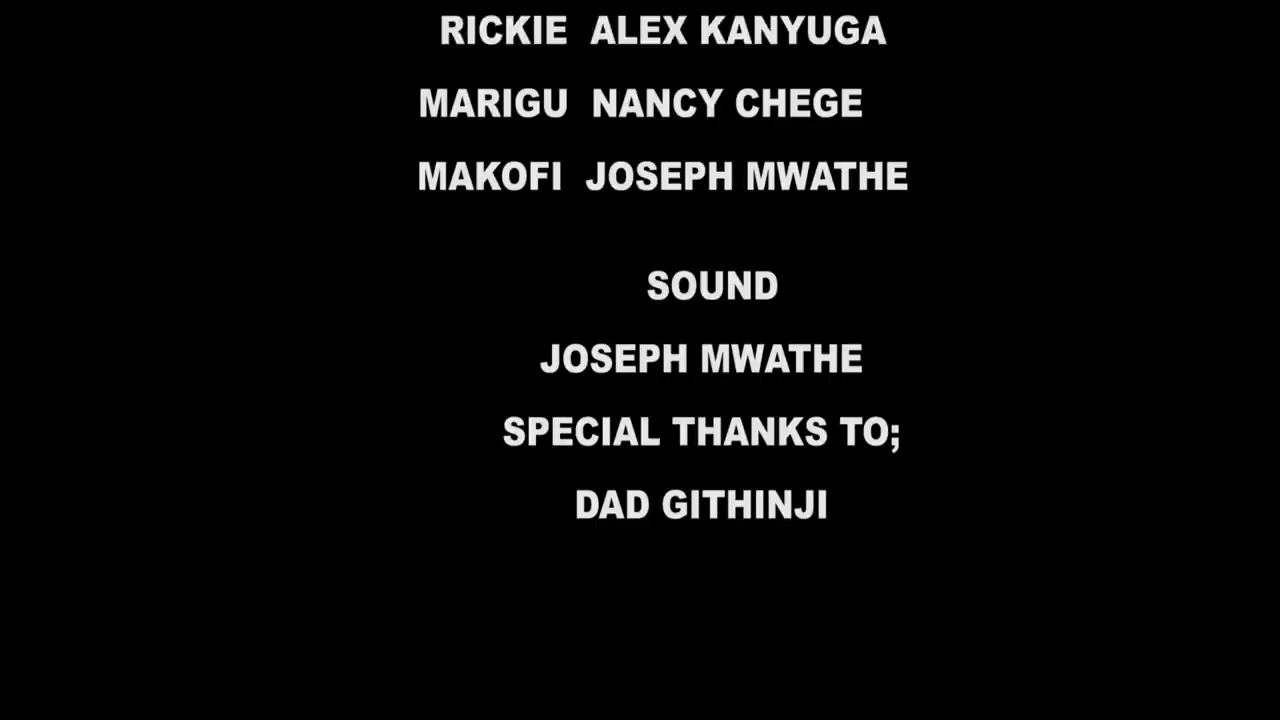 RICKIE  ALEX KANYUGA
MARIGU  NANCY CHEGE
MAKOFI  JOSEPH MWATHE
SOUND
JOSEPH MWATHE
SPECIAL THANKS TO;
DAD GITHINJI